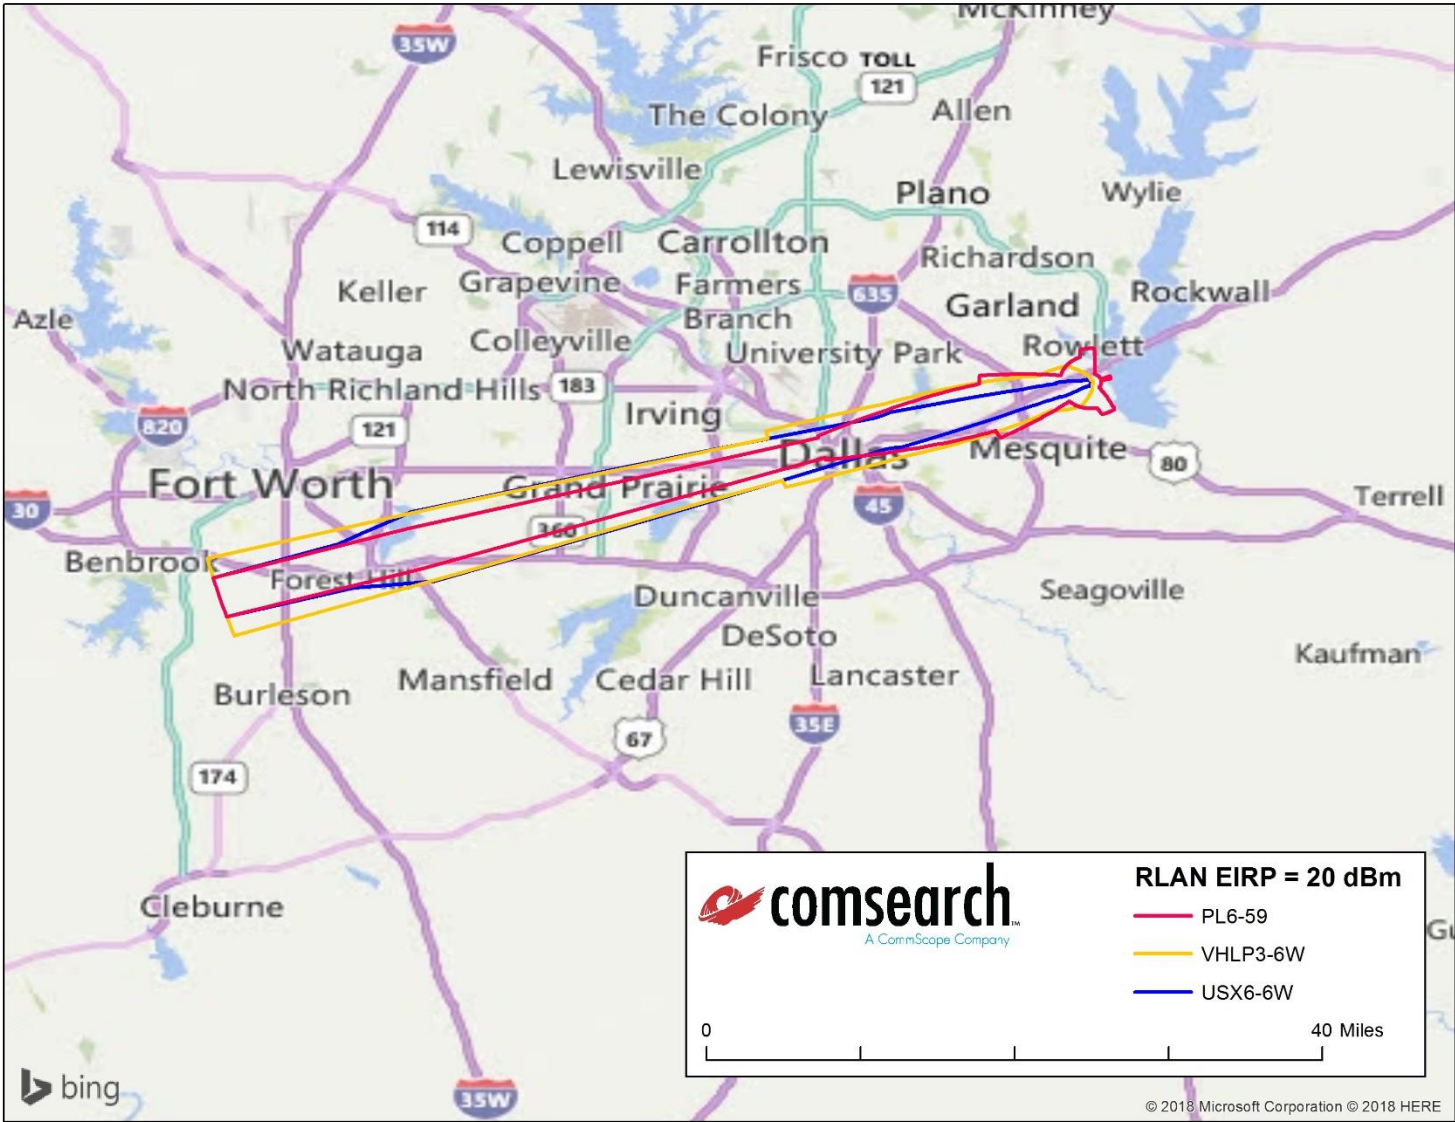 McKinney
35W
Frisco TOLL
121
The Colony
Allen
Lewisville
Plano
Wylie
114
Coppell
Carrollton
Richardson
Keller
Grapevine
Farmers
Branch
635
Garland
Rockwall
Azle
Watauga
Colleyville
University Park
Rowlett
North Richland Hills
183
Irving
820
121
Dallas
Mesquite
80
Fort Worth
Grand Prairie
30
360
45
Terrell
Benbrook
Forest Hill
Duncanville
Seagoville
DeSoto
Kaufman
Burleson
Mansfield
Cedar Hill
Lancaster
67
35E
174
Cleburne
comsearch™
A CommScope Company
RLAN EIRP = 20 dBm
PL6-59
VHLP3-6W
USX6-6W
0
40 Miles
bing
35W
© 2018 Microsoft Corporation © 2018 HERE